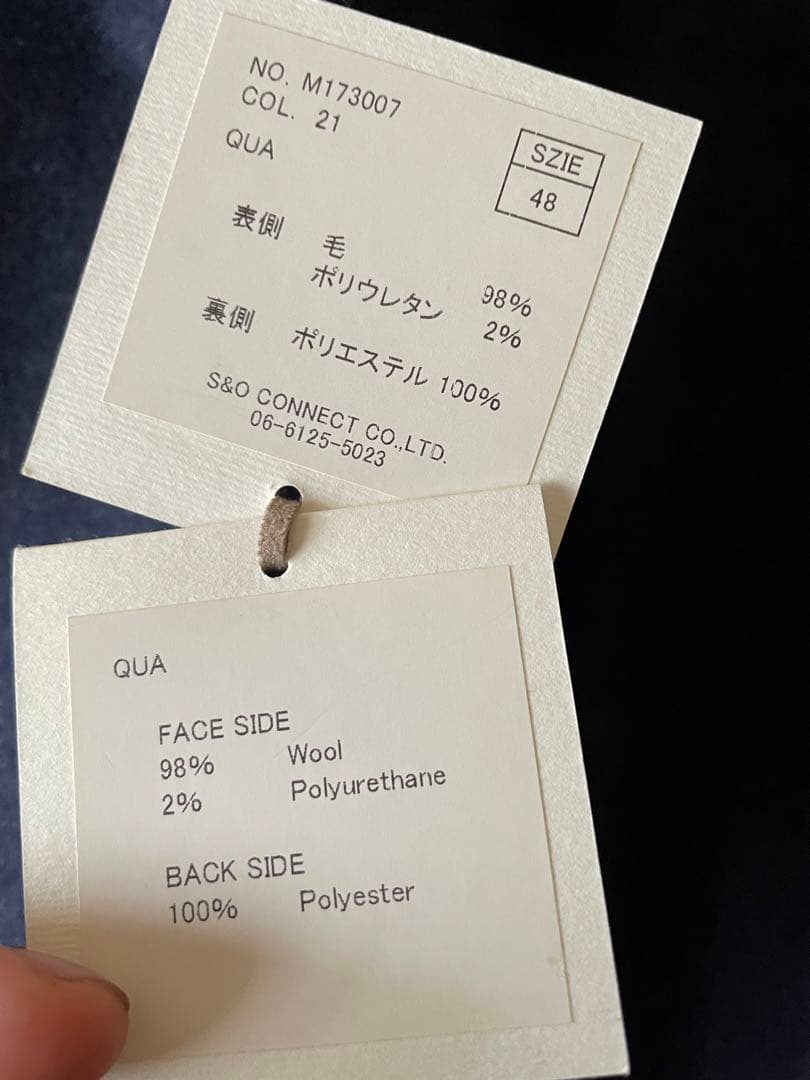 NO. M173007
COL. 21
QUA
SZIE
48
表側 毛 98%
ポリウレタン 2%
裏側 ポリエステル 100%
S&O CONNECT CO.,LTD.
06-6125-5023
QUA
FACE SIDE
98% Wool
2% Polyurethane
BACK SIDE
100% Polyester